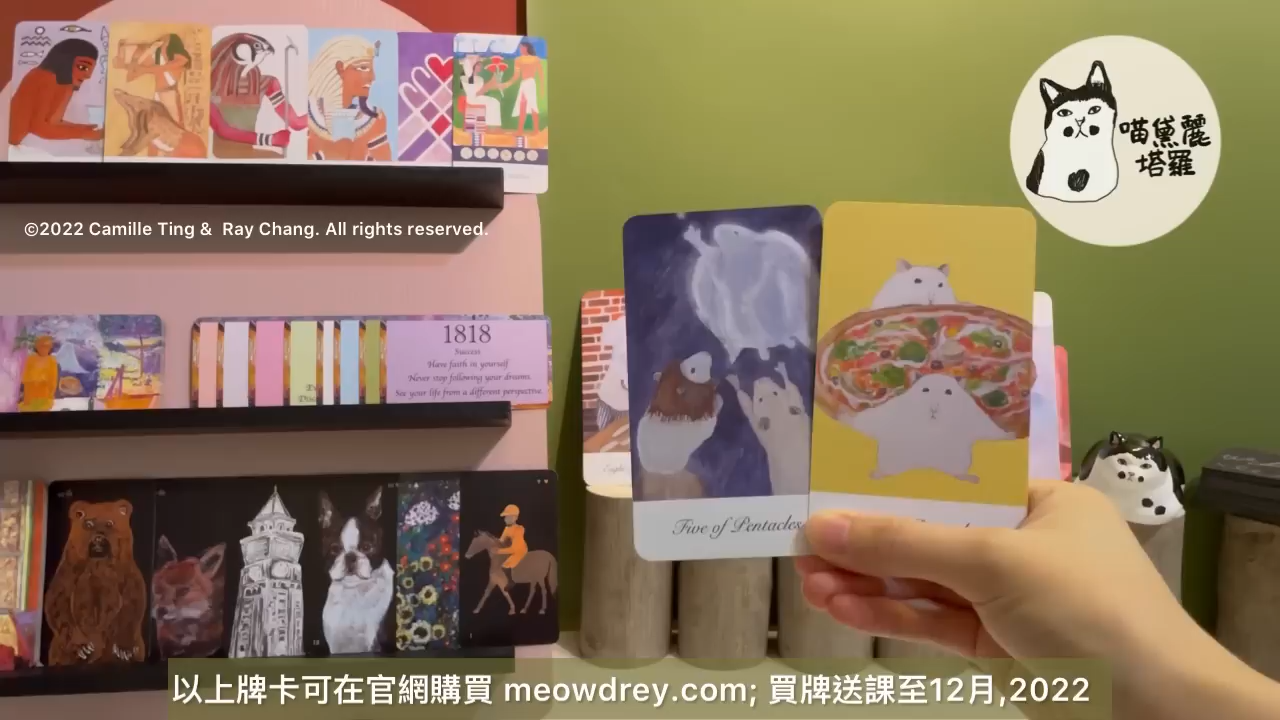 喵黛麗
塔羅
©2022 Camille Ting & Ray Chang. All rights reserved.
1818
Success
Have faith in yourself
Never stop following your dreams.
See your life from a different perspective
Five of Pentacles
以上牌卡可在官網購買 meowdrey.com; 買牌送課至12月,2022